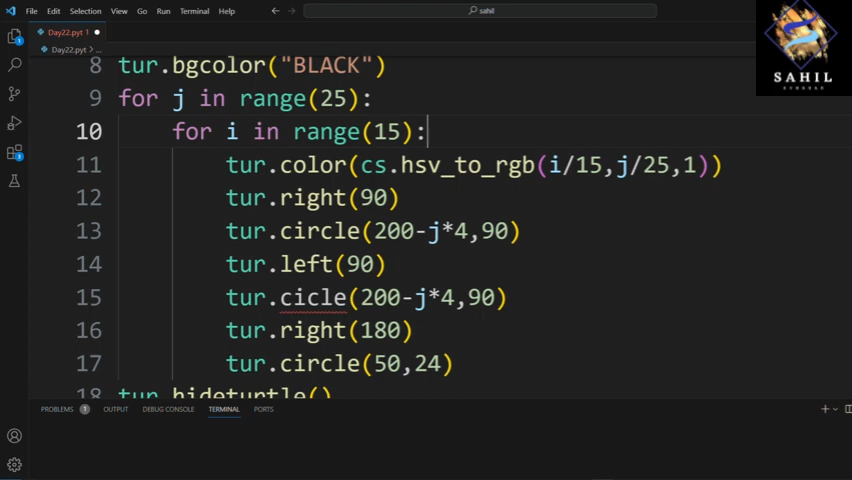 File Edit Selection View Go Run Terminal Help
sahil
Day22.pyt 1
Day22.pyt > ...
8 tur.bgcolor("BLACK")
9 for j in range(25):
10 for i in range(15):
11 tur.color(cs.hsv_to_rgb(i/15,j/25,1))
12 tur.right(90)
13 tur.circle(200-j*4,90)
14 tur.left(90)
15 tur.cicle(200-j*4,90)
16 tur.right(180)
17 tur.circle(50,24)
18 tur.hideturtle()
PROBLEMS 1 OUTPUT DEBUG CONSOLE TERMINAL PORTS
SAHIL
1
3